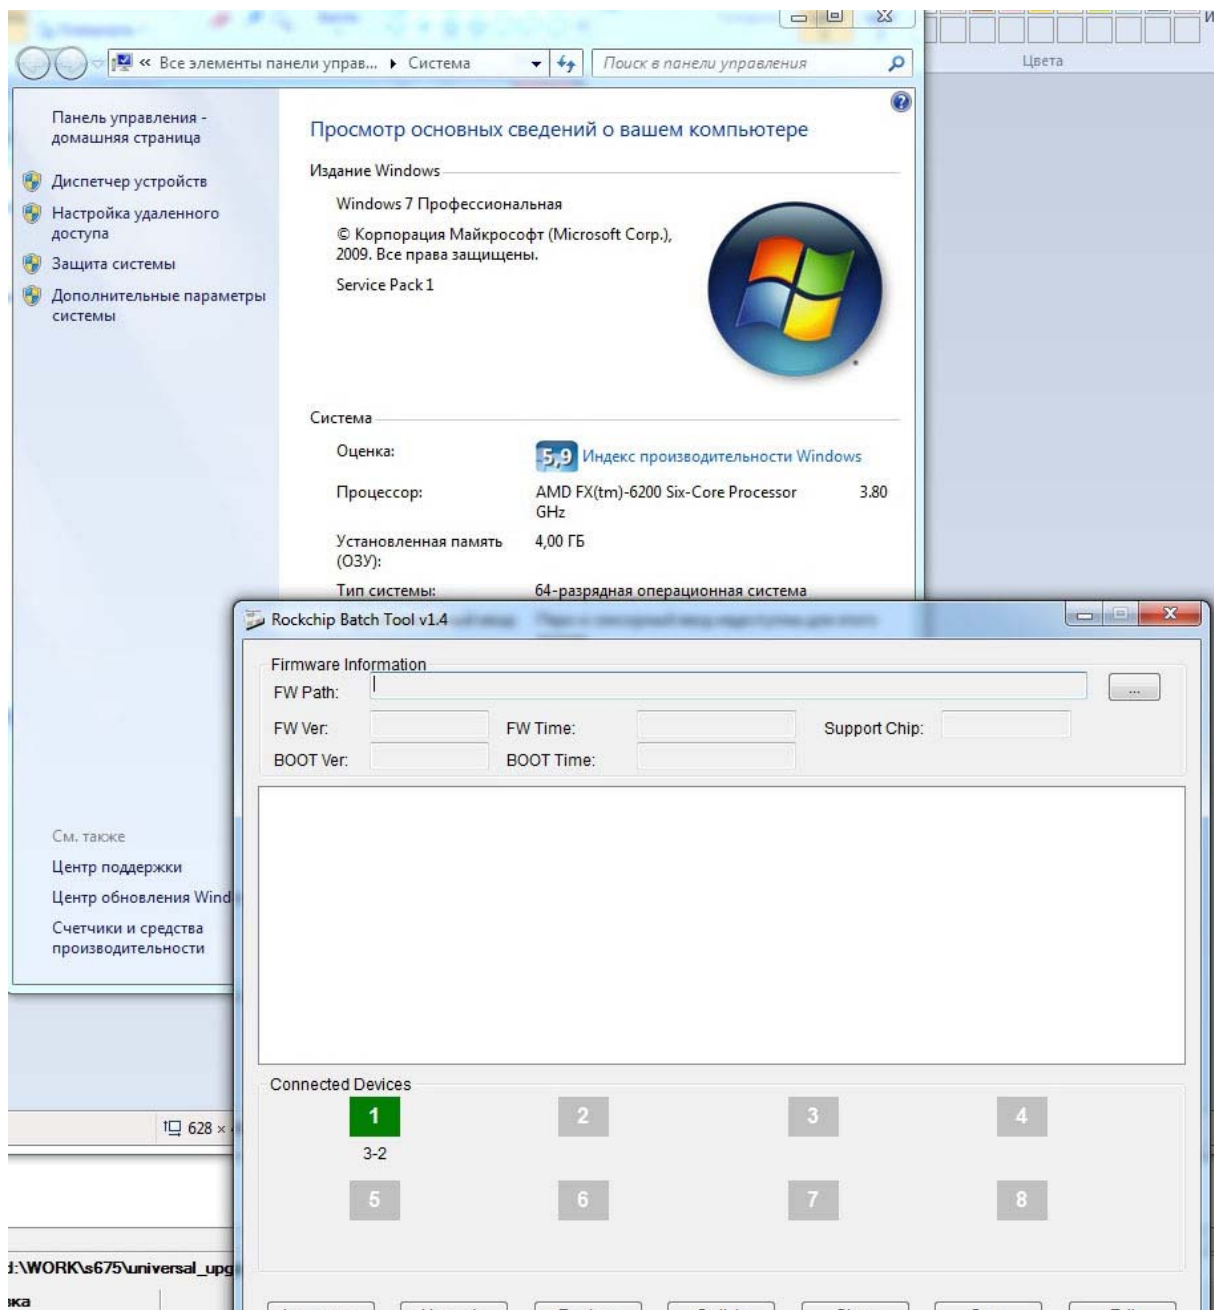 Цвета
« Все элементы панели управ... Система
Поиск в панели управления
Панель управления -
домашняя страница
Диспетчер устройств
Настройка удаленного
доступа
Защита системы
Дополнительные параметры
системы
Просмотр основных сведений о вашем компьютере
Издание Windows
Windows 7 Профессиональная
© Корпорация Майкрософт (Microsoft Corp.),
2009. Все права защищены.
Service Pack 1
Система
Оценка:
5,9 Индекс производительности Windows
Процессор:
AMD FX(tm)-6200 Six-Core Processor 3.80
GHz
Установленная память
(ОЗУ):
4,00 ГБ
Тип системы:
64-разрядная операционная система
См. также
Центр поддержки
Центр обновления Wind
Счетчики и средства
производительности
628 ×
d:\WORK\s675\universal_upg
Rockchip Batch Tool v1.4
Firmware Information
FW Path:
...
FW Ver:
FW Time:
Support Chip:
BOOT Ver:
BOOT Time:
Connected Devices
1 2 3 4
3-2
5 6 7 8